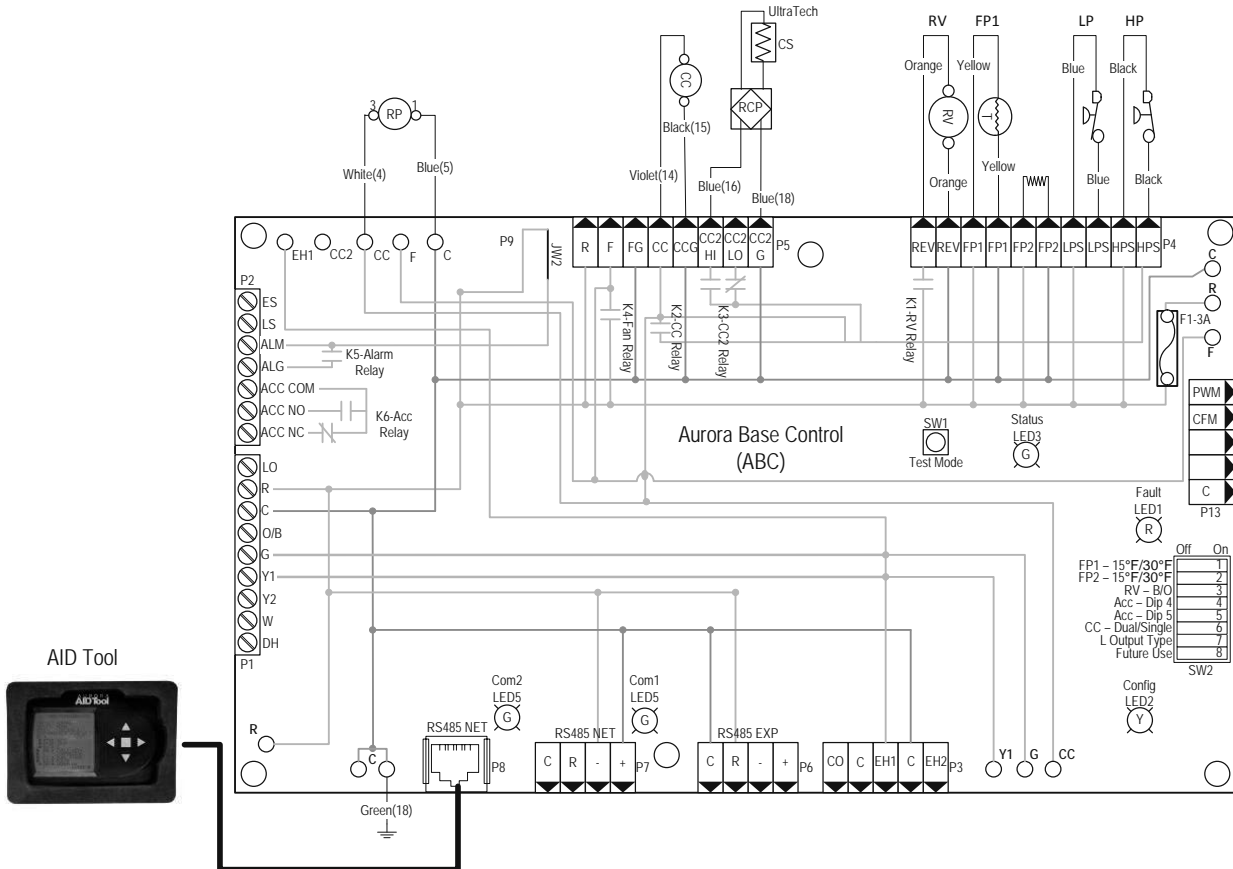 UltraTech
CS
RV
FP1
LP
HP
Orange
Yellow
Blue
Black
CC
RCP
RV
T
3
RP
1
Black(15)
White(4)
Blue(5)
Violet(14)
Blue(16)
Blue(18)
Orange
Yellow
Blue
Black
EH1
CC2
CC
F
C
P9
JW2
R
F
FG
CC
CCG
CC2 HI
CC2 LO
CC2 G
P5
REV
REV
FP1
FP1
FP2
FP2
LPS
LPS
HPS
HPS
P4
C
R
F1-3A
F
P2
ES
LS
ALM
ALG
ACC COM
ACC NO
ACC NC
K5-Alarm
Relay
K6-Acc
Relay
K4-Fan Relay
K2-CC Relay
K3-CC2 Relay
K1-RV Relay
Aurora Base Control
(ABC)
SW1
Test Mode
Status
LED3
G
PWM
CFM
C
P13
Fault
LED1
R
LO
R
C
O/B
G
Y1
Y2
W
DH
P1
Off On
FP1 – 15°F/30°F 1
FP2 – 15°F/30°F 2
RV – B/O 3
Acc – Dip 4 4
Acc – Dip 5 5
CC – Dual/Single 6
L Output Type 7
Future Use 8
SW2
Config
LED2
Y
AID Tool
AURORA
AID Tool
R
C
Green(18)
Com2
LED5
G
RS485 NET
P8
Com1
LED5
G
RS485 NET
C
R
-
+
P7
RS485 EXP
C
R
-
+
P6
CO
C
EH1
C
EH2
P3
Y1
G
CC